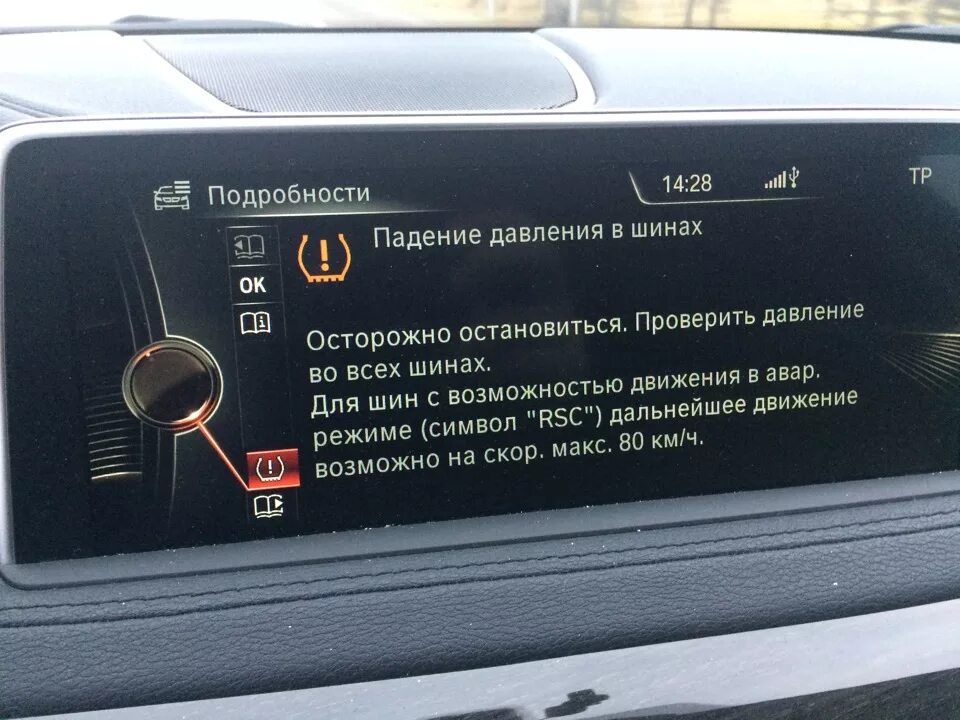 Подробности
14:28
TP
Падение давления в шинах
OK
Осторожно остановиться. Проверить давление
во всех шинах.
Для шин с возможностью движения в авар.
режиме (символ "RSC") дальнейшее движение
возможно на скор. макс. 80 км/ч.